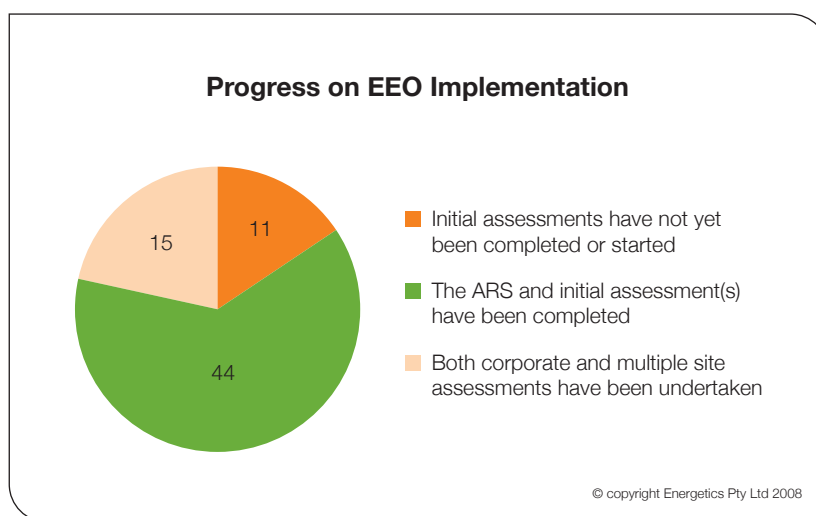 Progress on EEO Implementation
15
11
44
Initial assessments have not yet
been completed or started
The ARS and initial assessment(s)
have been completed
Both corporate and multiple site
assessments have been undertaken
© copyright Energetics Pty Ltd 2008